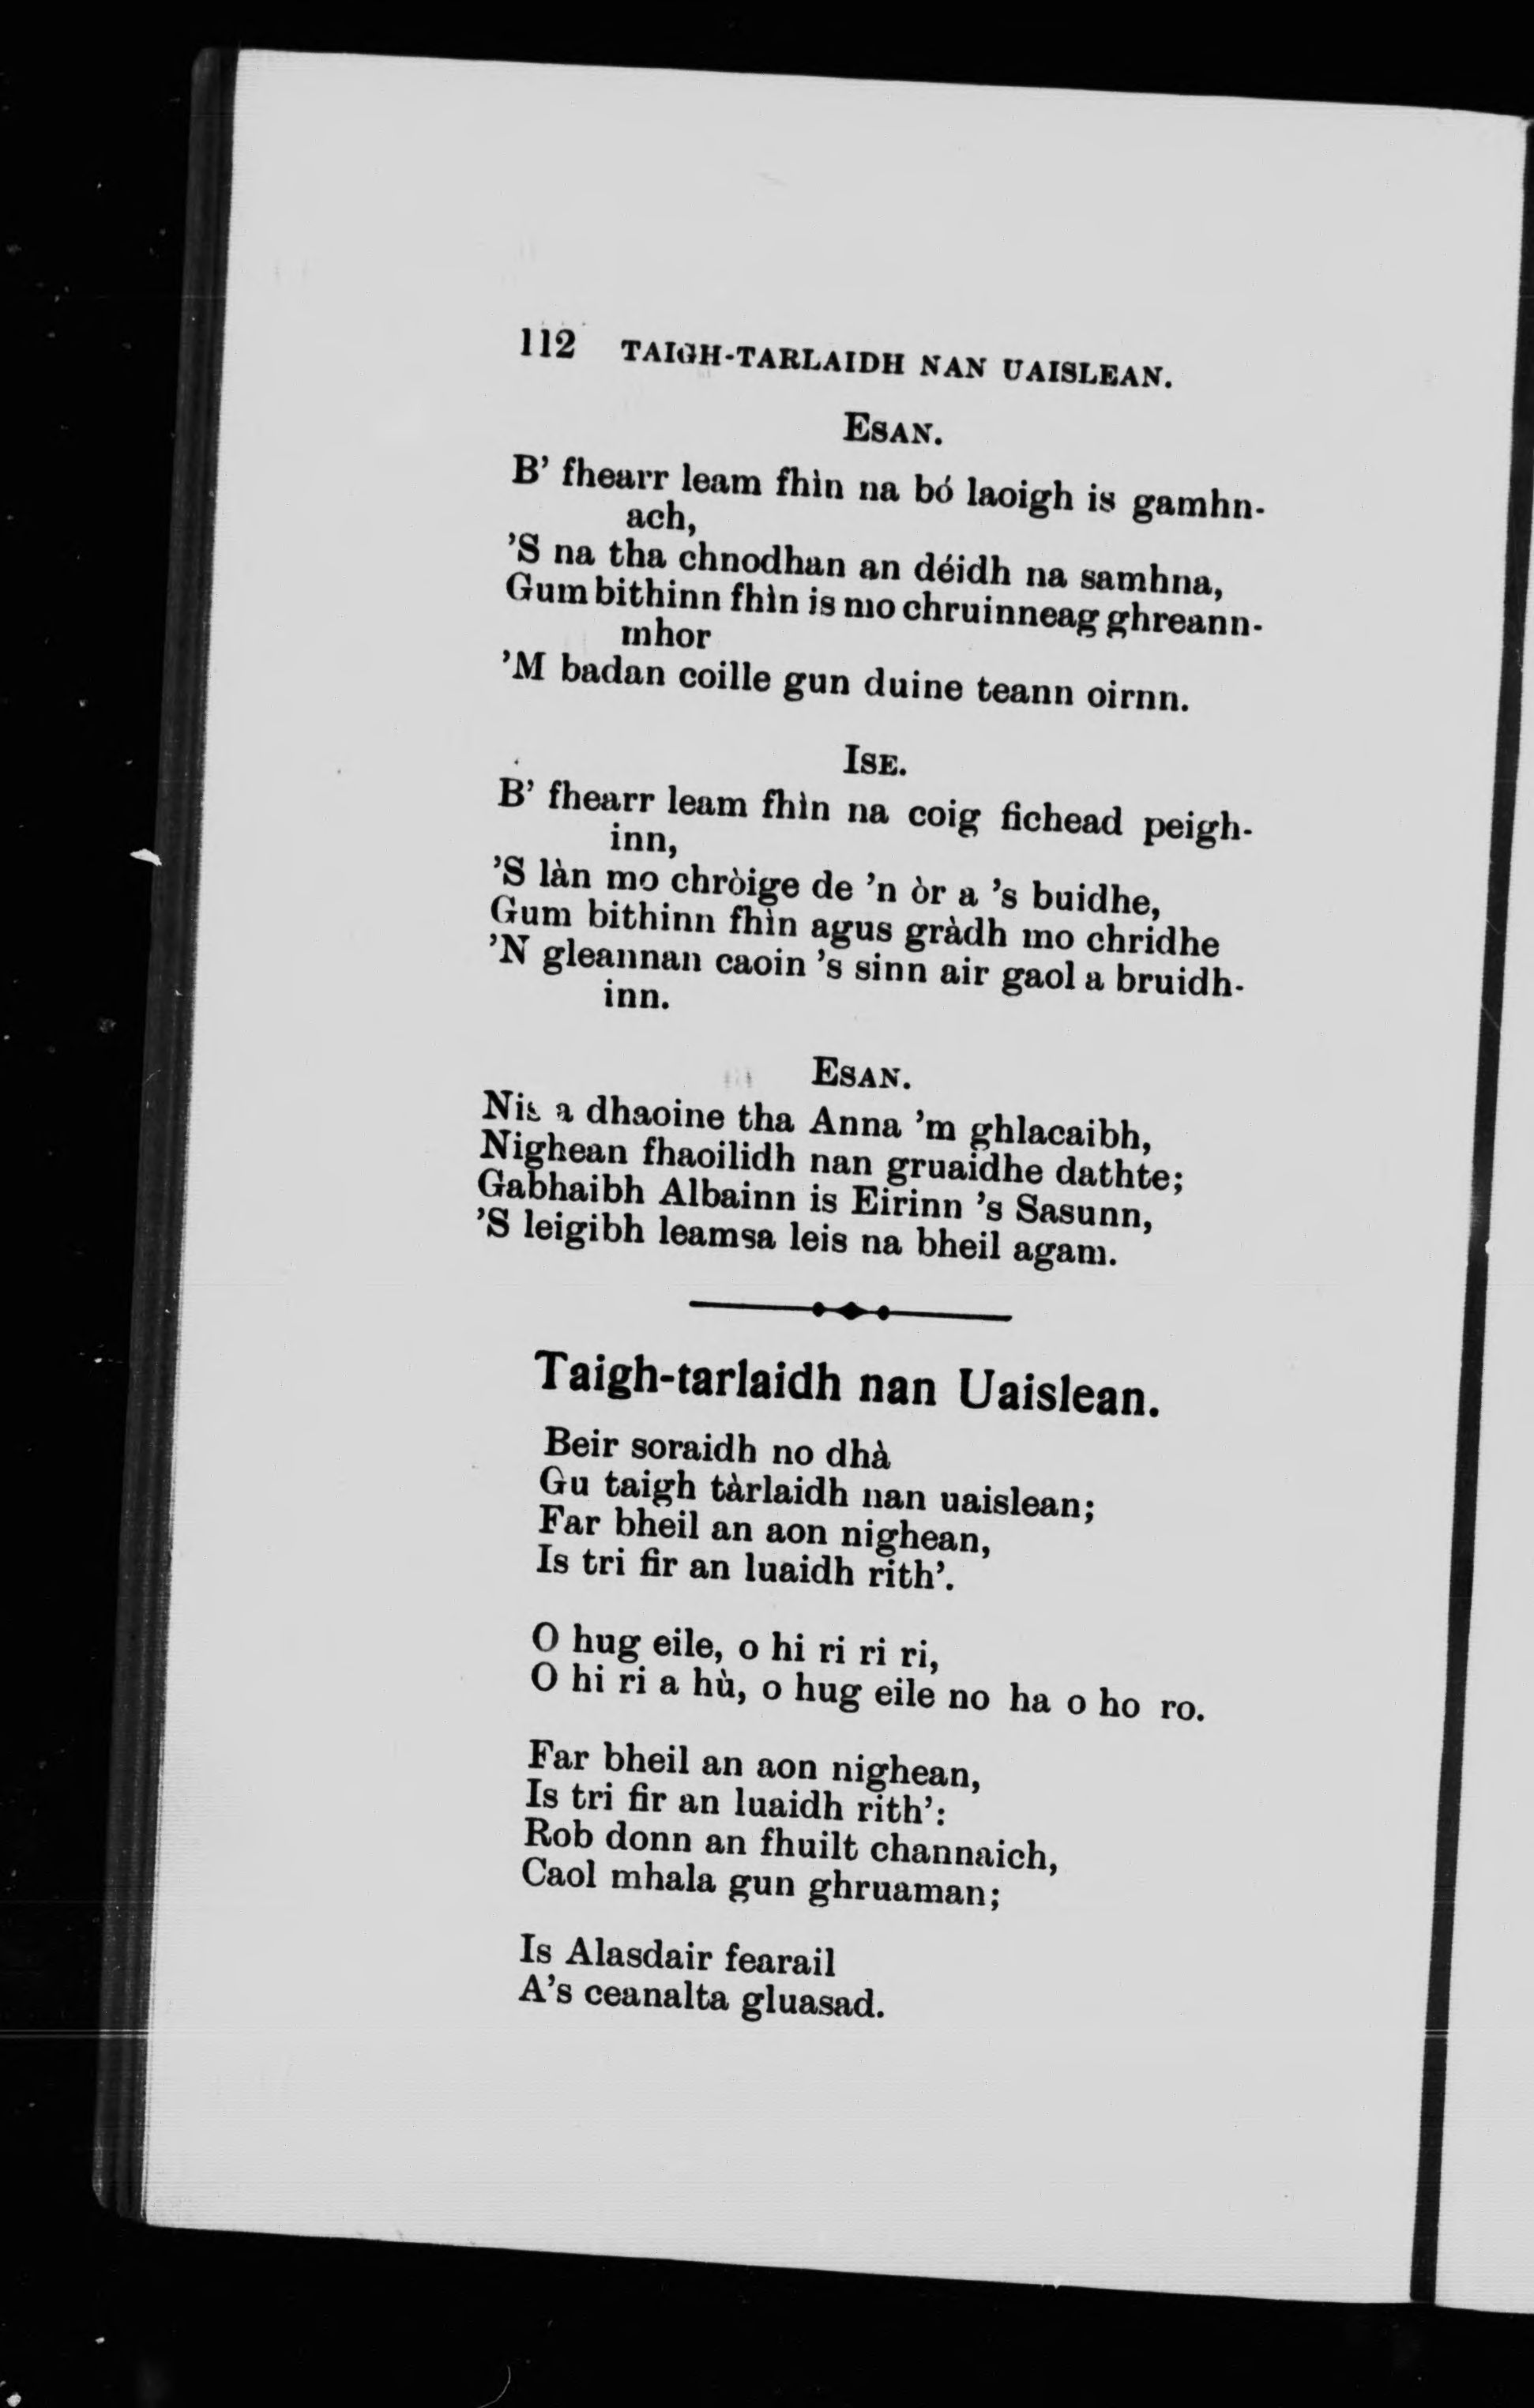 112 TAIGH-TARLAIDH NAN UAISLEAN.
ESAN.
B' fhearr leam fhìn na bó laoigh is gamhn-
ach,
'S na tha chnodhan an déidh na samhna,
Gum bithinn fhìn is mo chruinneag ghreann-
mhor
'M badan coille gun duine teann oirnn.
ISE.
B' fhearr leam fhìn na coig fichead peigh-
inn,
'S làn mo chròige de 'n òr a 's buidhe,
Gum bithinn fhìn agus gràdh mo chridhe
'N gleannan caoin 's sinn air gaol a bruidh-
inn.
ESAN.
Nis a dhaoine tha Anna 'm ghlacaibh,
Nighean fhaoilidh nan gruaidhe dathte;
Gabhaibh Albainn is Eirinn 's Sasunn,
'S leigibh leamsa leis na bheil agam.
Taigh-tarlaidh nan Uaislean.
Beir soraidh no dhà
Gu taigh tàrlaidh nan uaislean;
Far bheil an aon nighean,
Is tri fir an luaidh rith'.
O hug eile, o hi ri ri ri,
O hi ri a hù, o hug eile no ha o ho ro.
Far bheil an aon nighean,
Is tri fir an luaidh rith':
Rob donn an fhuilt channaich,
Caol mhala gun ghruaman;
Is Alasdair fearail
A's ceanalta gluasad.